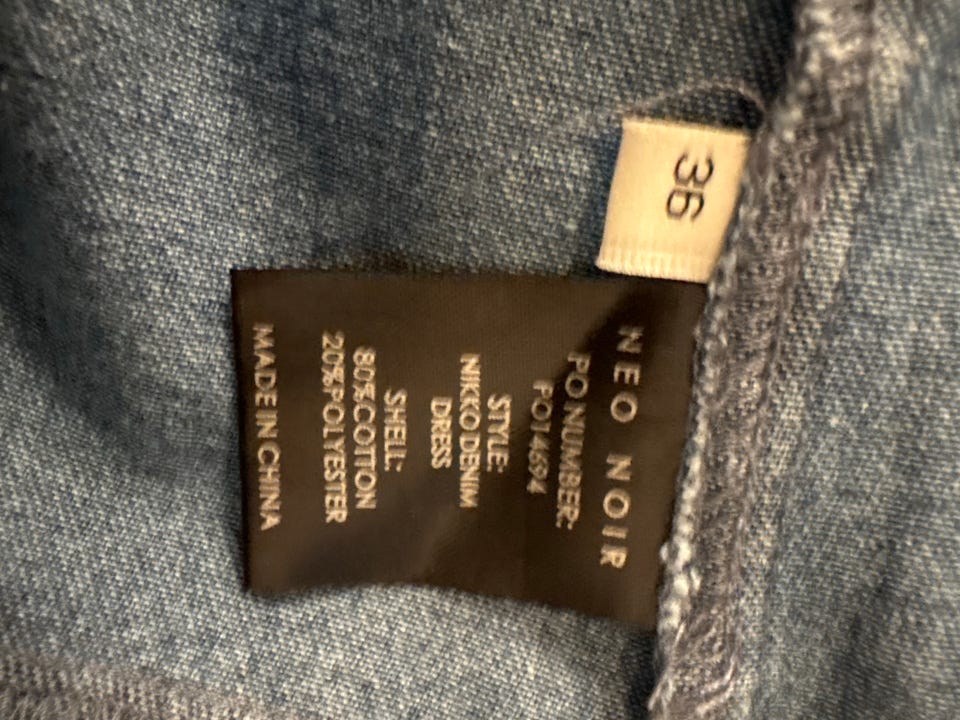 36
NEO NOIR
PO NUMBER:
PO14694
STYLE:
NIKKO DENIM
DRESS
SHELL:
80%COTTON
20%POLYESTER
MADE IN CHINA